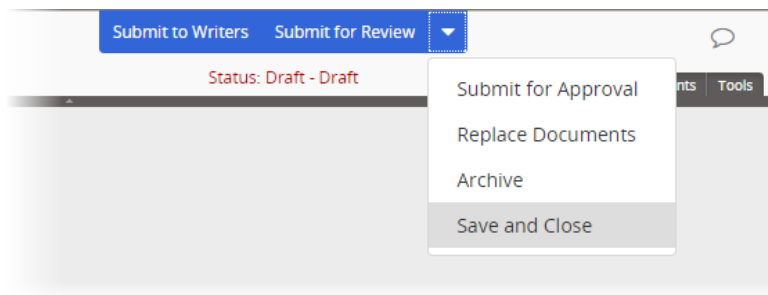 Submit to Writers Submit for Review
Status: Draft - Draft
Submit for Approval
nts Tools
Replace Documents
Archive
Save and Close